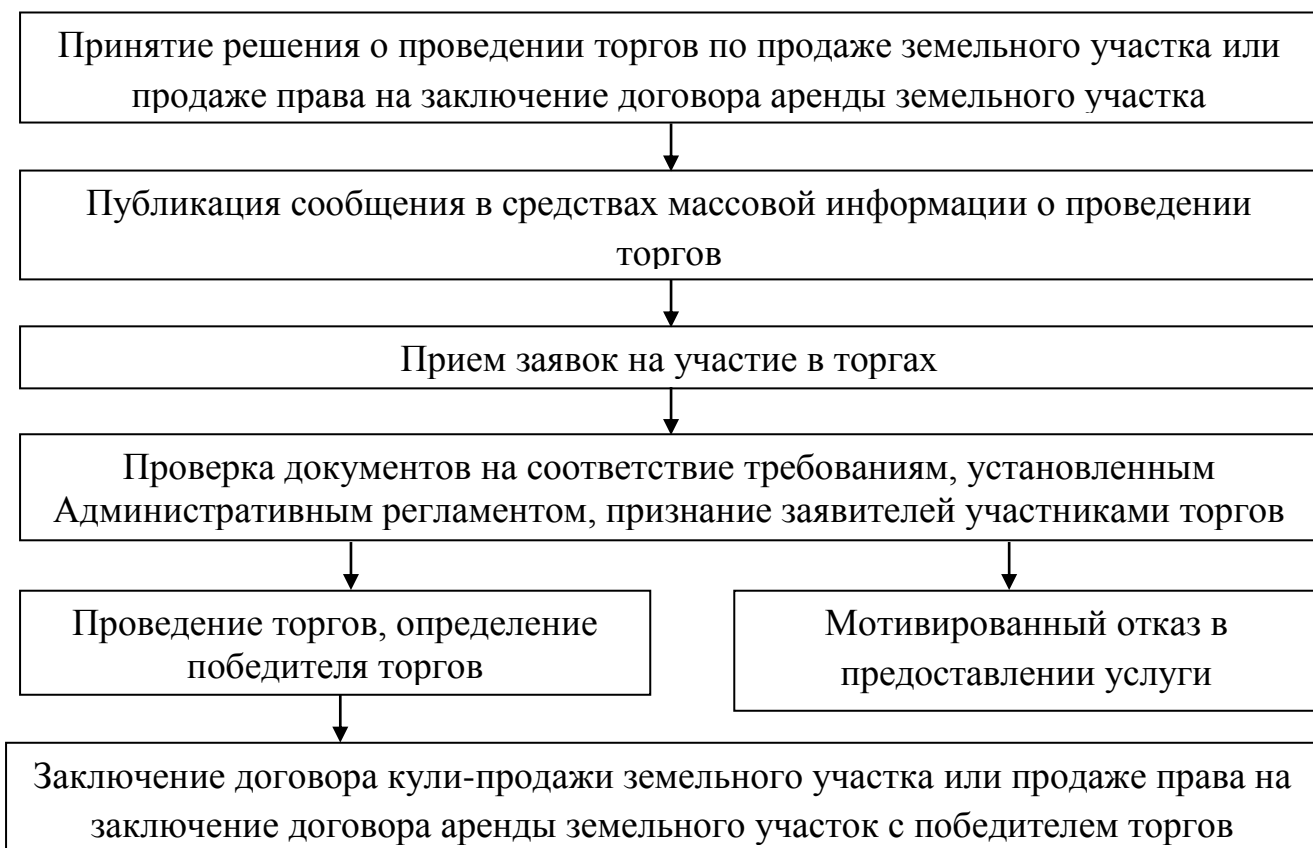 Принятие решения о проведении торгов по продаже земельного участка или
продаже права на заключение договора аренды земельного участка
Публикация сообщения в средствах массовой информации о проведении
торгов
Прием заявок на участие в торгах
Проверка документов на соответствие требованиям, установленным
Административным регламентом, признание заявителей участниками торгов
Проведение торгов, определение
победителя торгов
Мотивированный отказ в
предоставлении услуги
Заключение договора кули-продажи земельного участка или продаже права на
заключение договора аренды земельного участок с победителем торгов